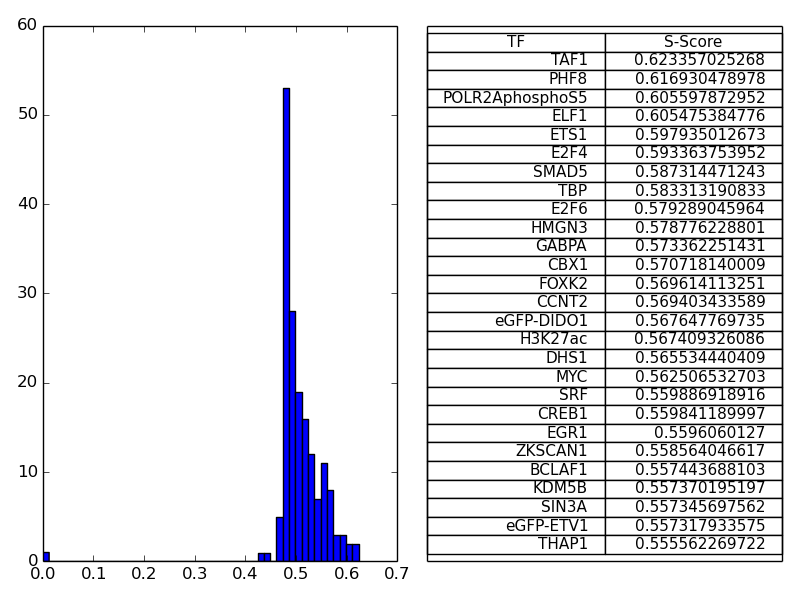 60
50
40
30
20
10
0
0.0 0.1 0.2 0.3 0.4 0.5 0.6 0.7
TF S-Score
TAF1 0.623357025268
PHF8 0.616930478978
POLR2AphosphoS5 0.605597872952
ELF1 0.605475384776
ETS1 0.597935012673
E2F4 0.593363753952
SMAD5 0.587314471243
TBP 0.583313190833
E2F6 0.579289045964
HMGN3 0.578776228801
GABPA 0.573362251431
CBX1 0.570718140009
FOXK2 0.569614113251
CCNT2 0.569403433589
eGFP-DIDO1 0.567647769735
H3K27ac 0.567409326086
DHS1 0.565534440409
MYC 0.562506532703
SRF 0.559886918916
CREB1 0.559841189997
EGR1 0.5596060127
ZKSCAN1 0.558564046617
BCLAF1 0.557443688103
KDM5B 0.557370195197
SIN3A 0.557345697562
eGFP-ETV1 0.557317933575
THAP1 0.555562269722